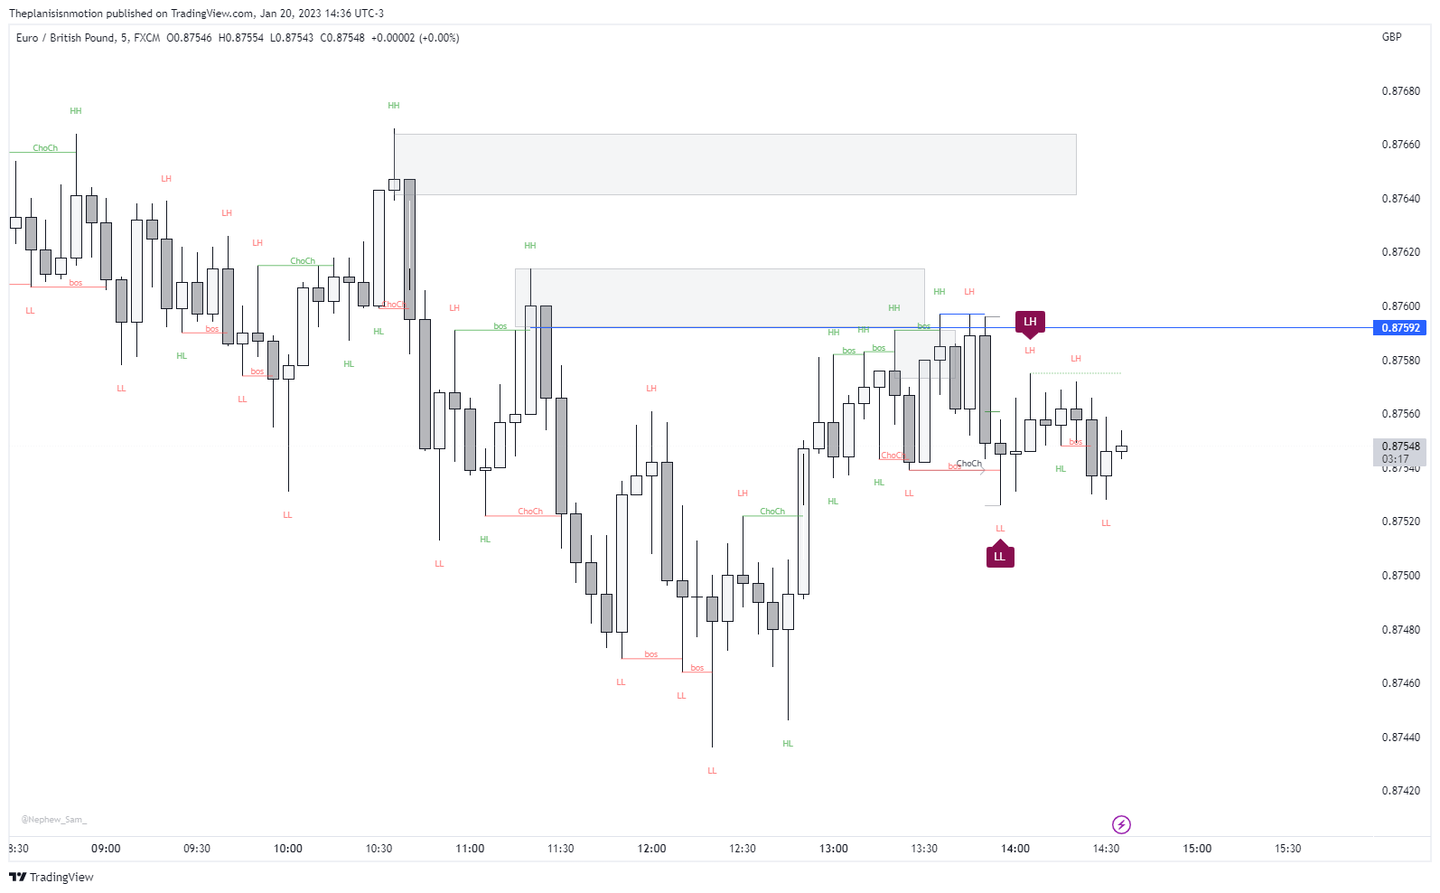 Theplanisinmotion published on TradingView.com, Jan 20, 2023 14:36 UTC-3
Euro / British Pound, 5, FXCM O0.87546 H0.87554 L0.87543 C0.87548 +0.00002 (+0.00%)
GBP
0.87680
HH
HH
ChoCh
0.87660
LH
0.87640
LH
LH
HH
0.87620
ChoCh
bos
HH
LH
ChoCh
LH
HH
0.87600
LL
LH
bos
bos
bos
0.87592
HL
HL
HH
HH
bos
bos
LH
LH
HL
0.87580
bos
LL
LH
LL
0.87560
bos
0.87548
03:17
ChoCh
ChoCh
bos
0.87540
HL
LH
HL
LL
HL
LL
ChoCh
ChoCh
0.87520
LL
LL
HL
LL
LL
0.87500
0.87480
bos
bos
LL
LL
0.87460
HL
0.87440
LL
0.87420
@Nephew_Sam_
8:30 09:00 09:30 10:00 10:30 11:00 11:30 12:00 12:30 13:00 13:30 14:00 14:30 15:00 15:30
TradingView